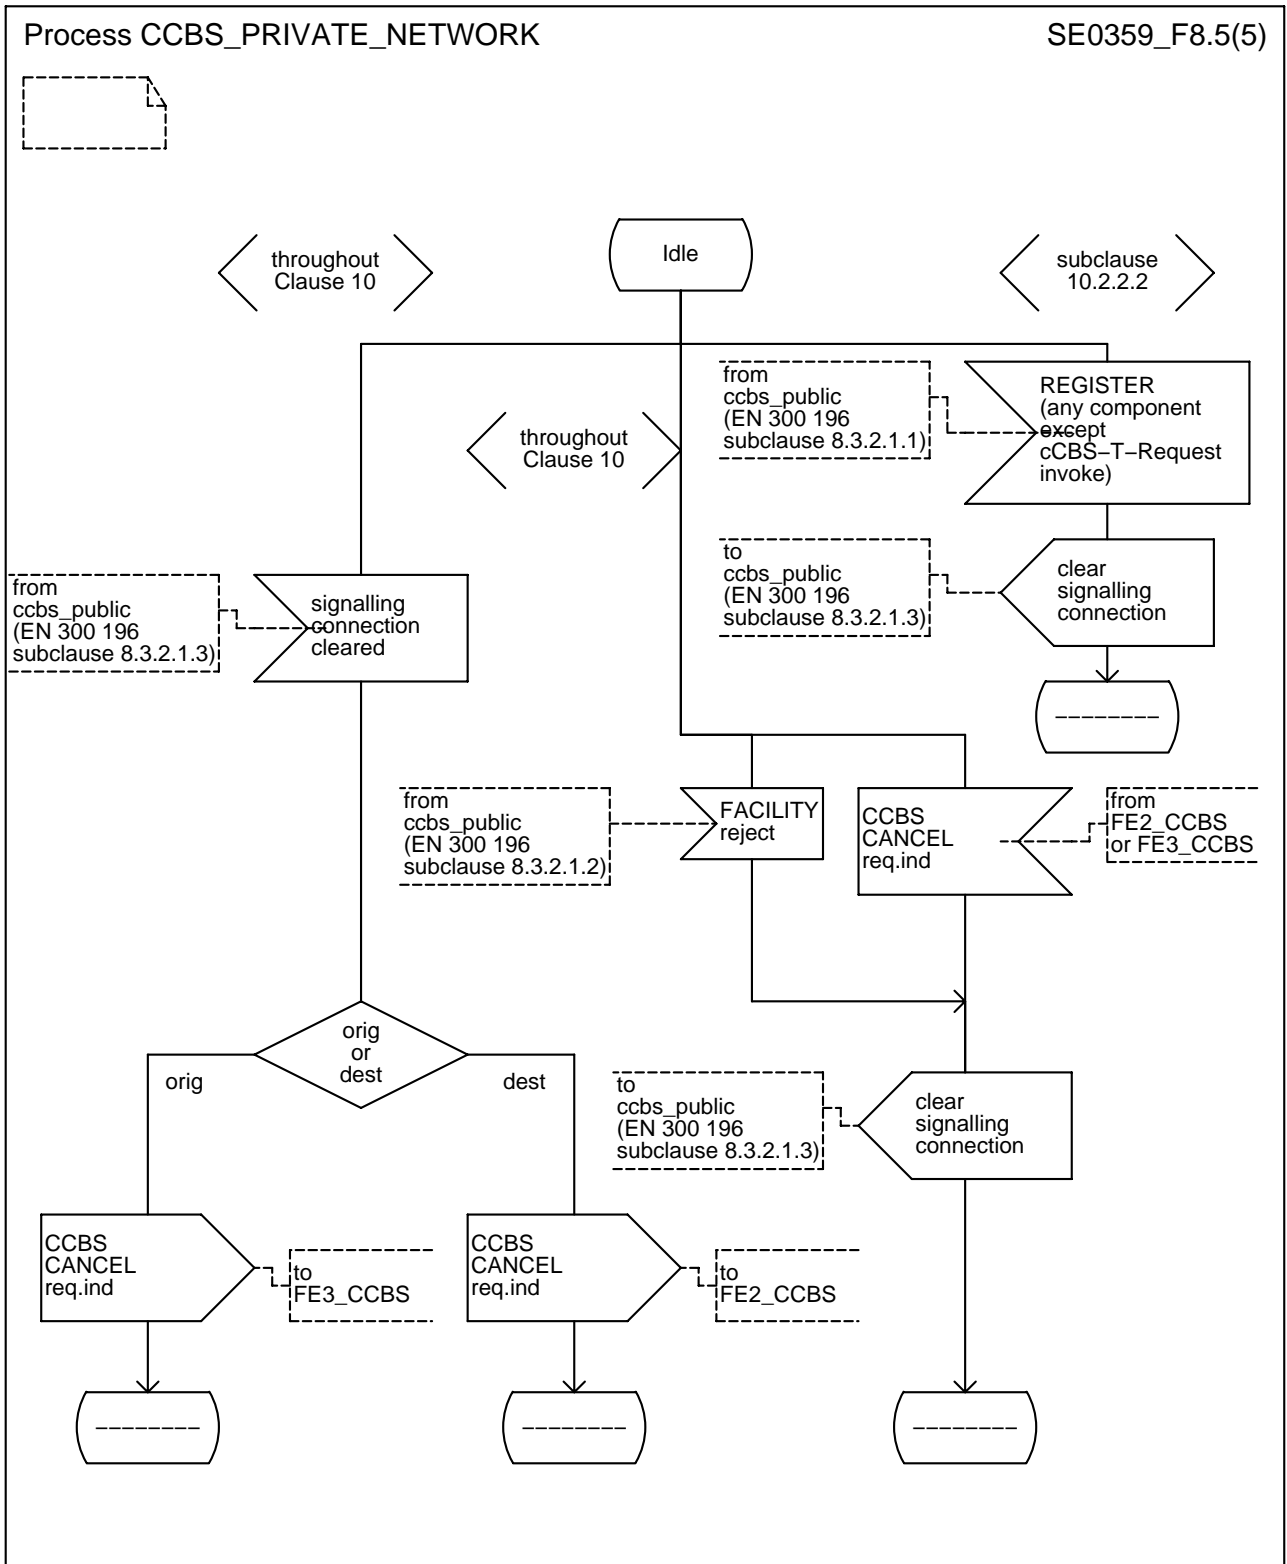 Process CCBS_PRIVATE_NETWORK
SE0359_F8.5(5)
throughout
Clause 10
Idle
subclause
10.2.2.2
throughout
Clause 10
from
ccbs_public
(EN 300 196
subclause 8.3.2.1.1)
REGISTER
(any component
except
cCBS−T−Request
invoke)
to
ccbs_public
(EN 300 196
subclause 8.3.2.1.3)
clear
signalling
connection
from
ccbs_public
(EN 300 196
subclause 8.3.2.1.3)
signalling
connection
cleared
from
ccbs_public
(EN 300 196
subclause 8.3.2.1.2)
FACILITY
reject
CCBS
CANCEL
req.ind
from
FE2_CCBS
or FE3_CCBS
orig
or
dest
orig
dest
to
ccbs_public
(EN 300 196
subclause 8.3.2.1.3)
clear
signalling
connection
CCBS
CANCEL
req.ind
to
FE3_CCBS
CCBS
CANCEL
req.ind
to
FE2_CCBS